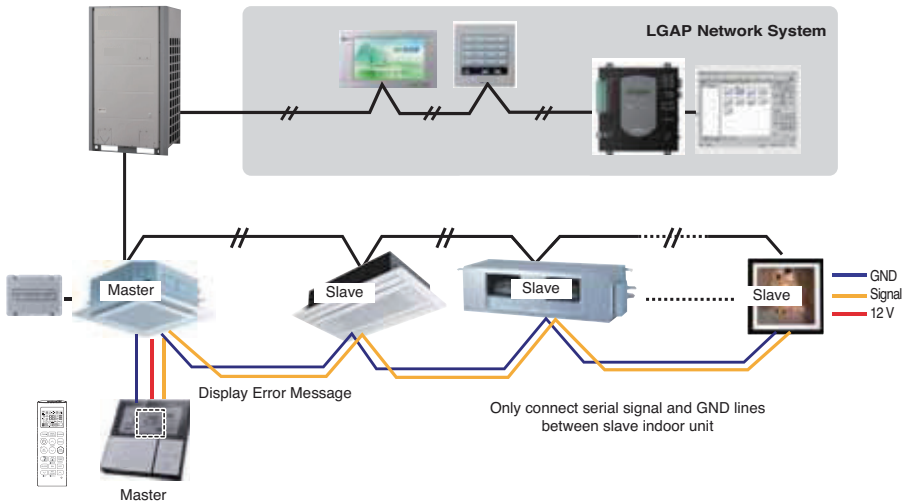 LGAP Network System
Master
Slave
Slave
Slave
GND
Signal
12 V
Display Error Message
Only connect serial signal and GND lines
between slave indoor unit
Master